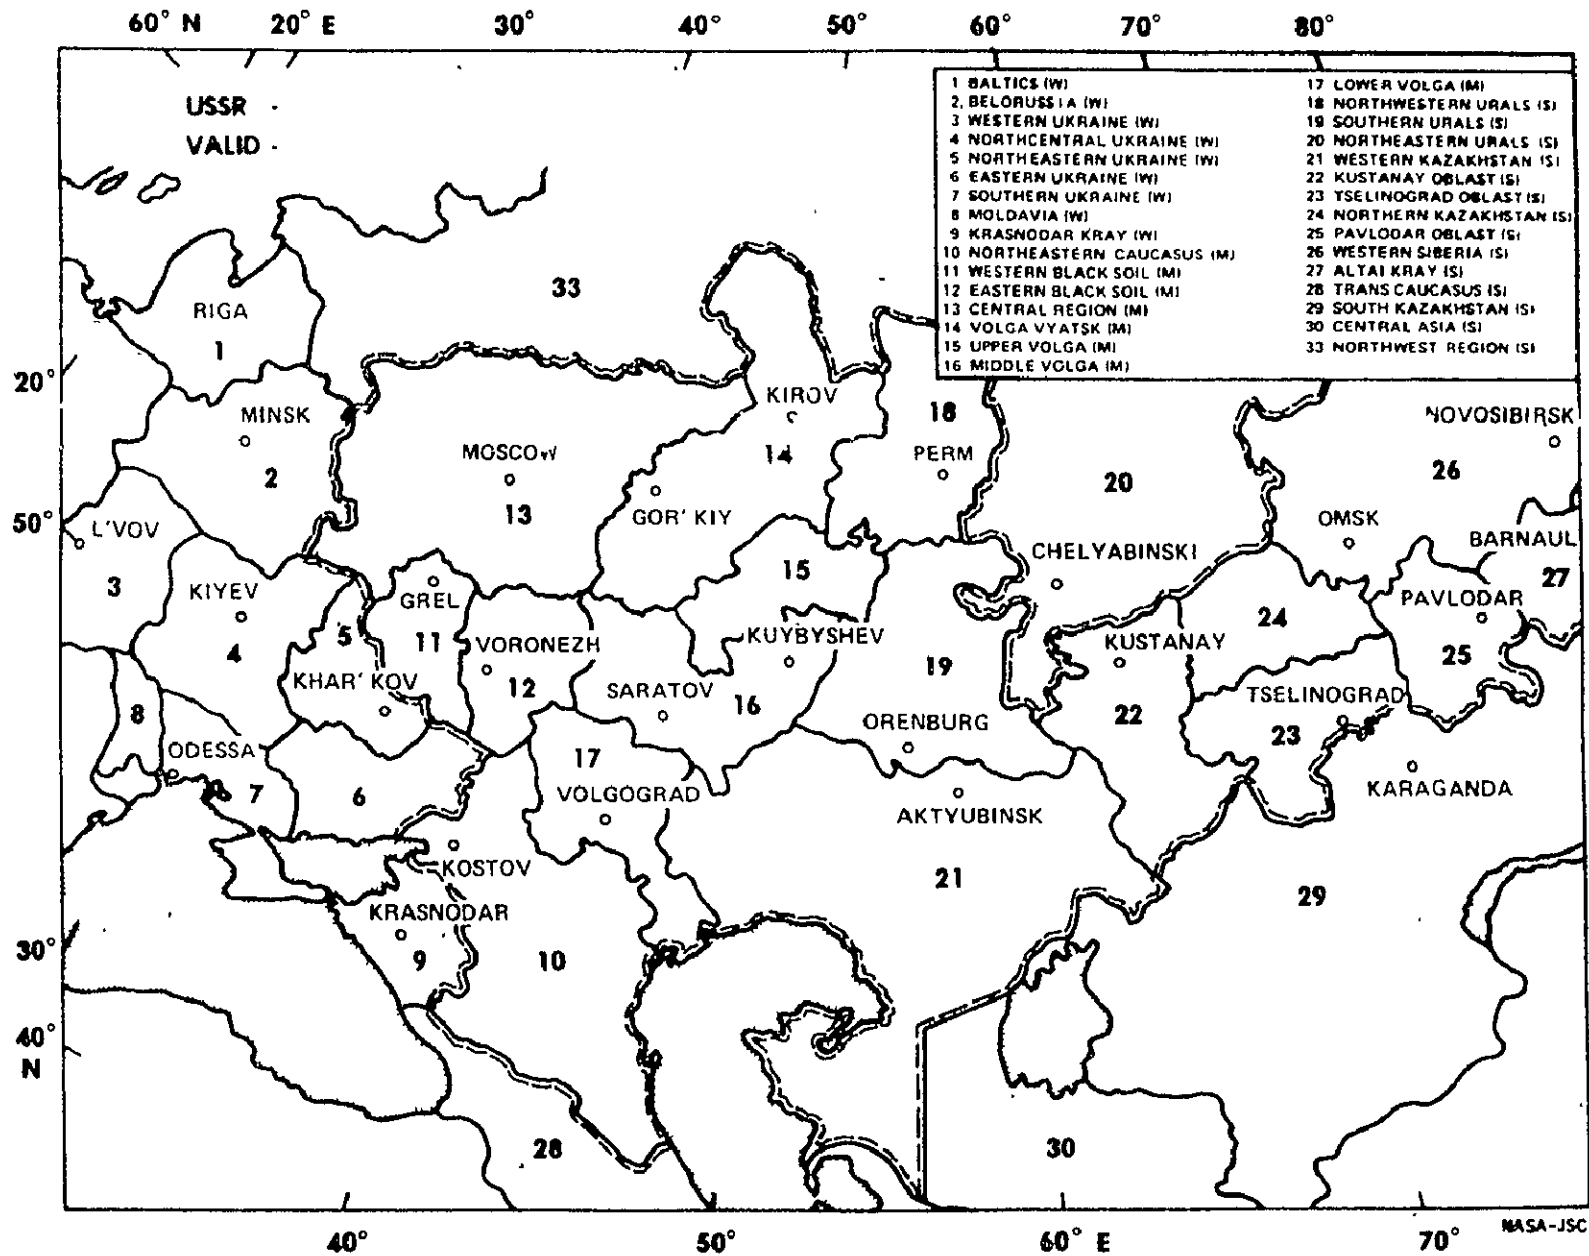 60° N 20° E 30° 40° 50° 60° 70° 80°
USSR
VALID
1 BALTICS (W)
2, BELORUSSIA (W)
3 WESTERN UKRAINE (W)
4 NORTHCENTRAL UKRAINE (W)
5 NORTHEASTERN UKRAINE (W)
6 EASTERN UKRAINE (W)
7 SOUTHERN UKRAINE (W)
8 MOLDAVIA (W)
9 KRASNODAR KRAY (W)
10 NORTHEASTERN CAUCASUS (M)
11 WESTERN BLACK SOIL (M)
12 EASTERN BLACK SOIL (M)
13 CENTRAL REGION (M)
14 VOLGA VYATSK (M)
15 UPPER VOLGA (M)
16 MIDDLE VOLGA (M)
17 LOWER VOLGA (M)
18 NORTHWESTERN URALS (S)
19 SOUTHERN URALS (S)
20 NORTHEASTERN URALS (S)
21 WESTERN KAZAKHSTAN (S)
22 KUSTANAY OBLAST (S)
23 TSELINOGRAD OBLAST (S)
24 NORTHERN KAZAKHSTAN (S)
25 PAVLODAR OBLAST (S)
26 WESTERN SIBERIA (S)
27 ALTAI KRAY (S)
28 TRANS CAUCASUS (S)
29 SOUTH KAZAKHSTAN (S)
30 CENTRAL ASIA (S)
33 NORTHWEST REGION (S)
33
RIGA
1
20°
KIROV
18
NOVOSIBIRSK
MINSK
MOSCOW
14
PERM
2
20
26
50°
L'VOV
13
GOR' KIY
OMSK
BARNAUL
CHELYABINSKI
3
KIYEV
GREL
15
27
PAVLODAR
24
4
5
11
VORONEZH
KUYBYSHEV
KUSTANAY
25
KHAR' KOV
12
SARATOV
16
19
TSELINOGRAD
8
ODESSA
17
ORENBURG
22
23
7
6
VOLGOGRAD
AKTYUBINSK
KARAGANDA
KOSTOV
21
29
KRASNODAR
30°
9
10
40°
N
28
30
40° 50° 60° E 70°
NASA-JSC